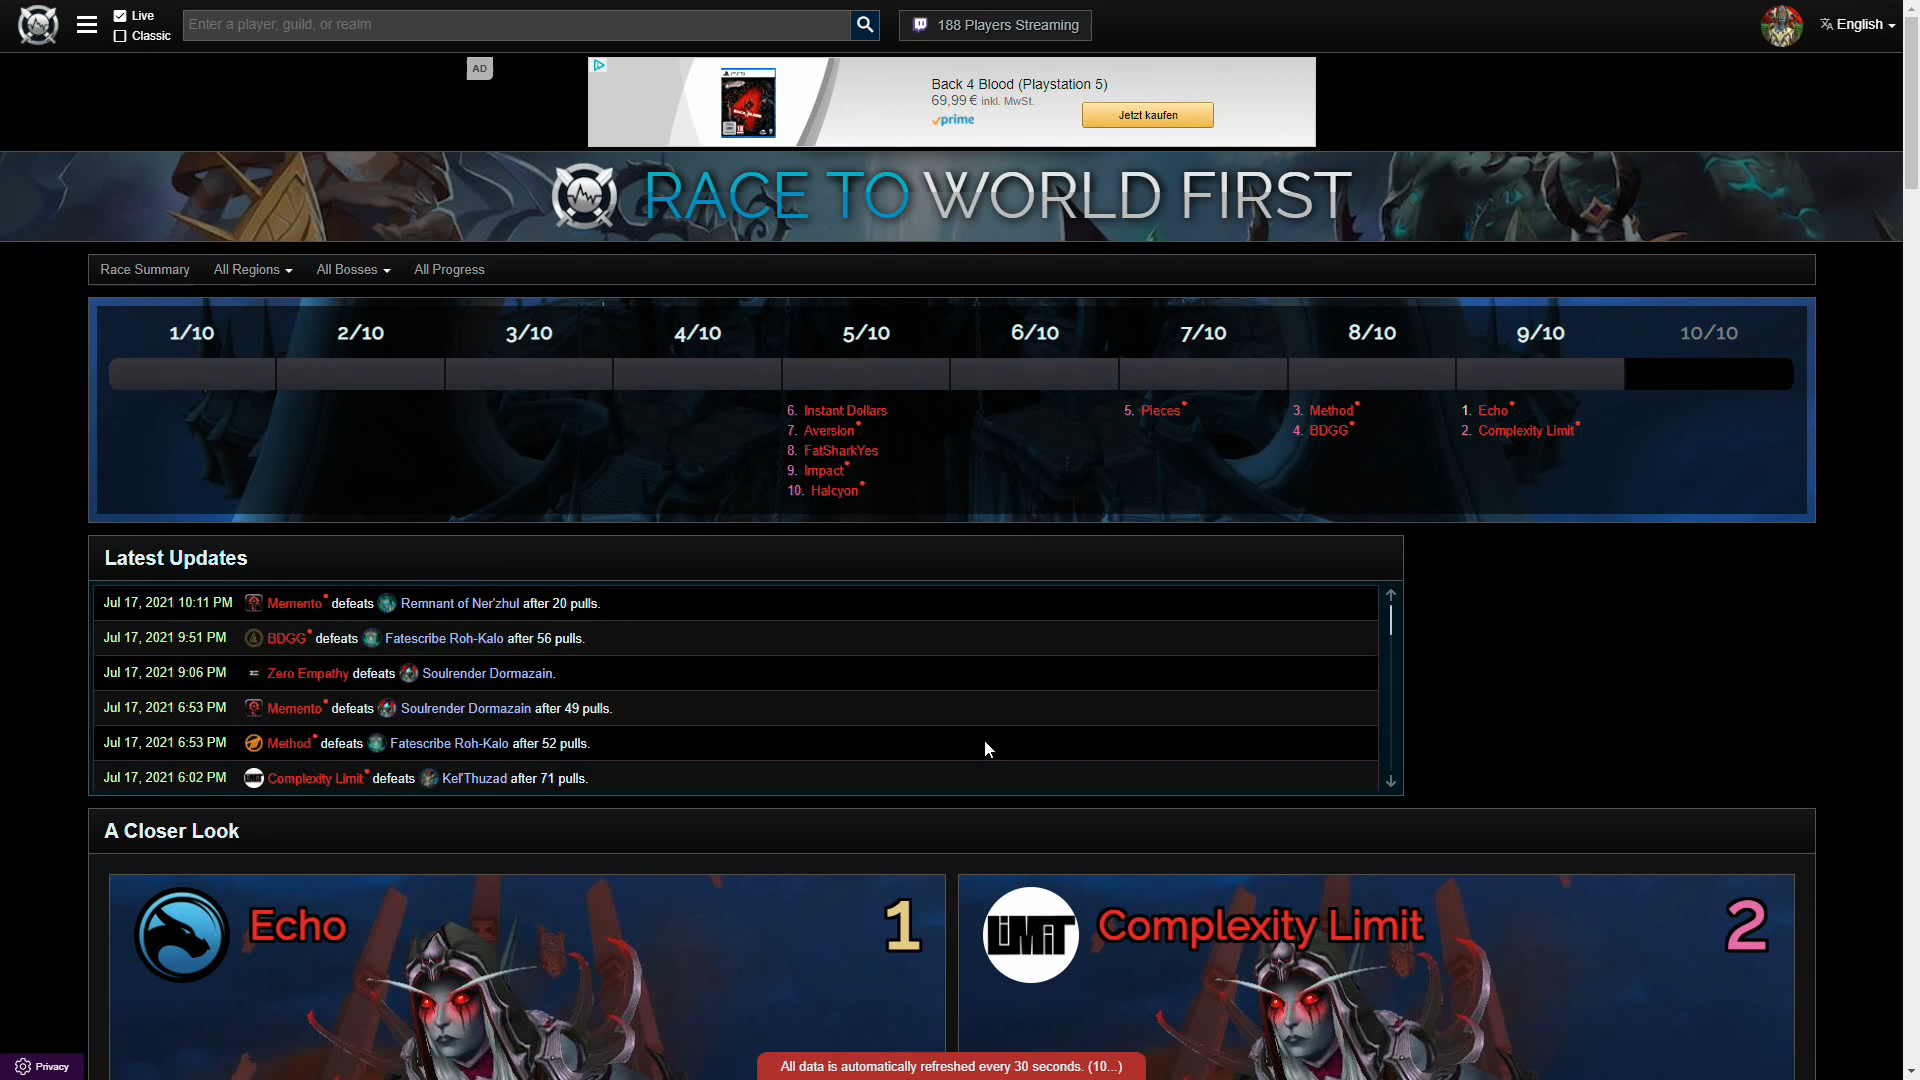 Live
Classic
Enter a player, guild, or realm
188 Players Streaming
English
AD
Back 4 Blood (Playstation 5)
69,99 € inkl. MwSt.
prime
Jetzt kaufen
RACE TO WORLD FIRST
Race Summary All Regions All Bosses All Progress
1/10 2/10 3/10 4/10 5/10 6/10 7/10 8/10 9/10 10/10
6. Instant Dollars
7. Aversion
8. FatSharkYes
9. Impact
10. Halcyon
5. Pieces
3. Method
4. BDGG
1. Echo
2. Complexity Limit
Latest Updates
Jul 17, 2021 10:11 PM Memento defeats Remnant of Ner'zhul after 20 pulls.
Jul 17, 2021 9:51 PM BDGG defeats Fatescribe Roh-Kalo after 56 pulls.
Jul 17, 2021 9:06 PM Zero Empathy defeats Soulrender Dormazain.
Jul 17, 2021 6:53 PM Memento defeats Soulrender Dormazain after 49 pulls.
Jul 17, 2021 6:53 PM Method defeats Fatescribe Roh-Kalo after 52 pulls.
Jul 17, 2021 6:02 PM Complexity Limit defeats Kel'Thuzad after 71 pulls.
A Closer Look
Echo 1
LIMIT Complexity Limit 2
Privacy
All data is automatically refreshed every 30 seconds. (10...)